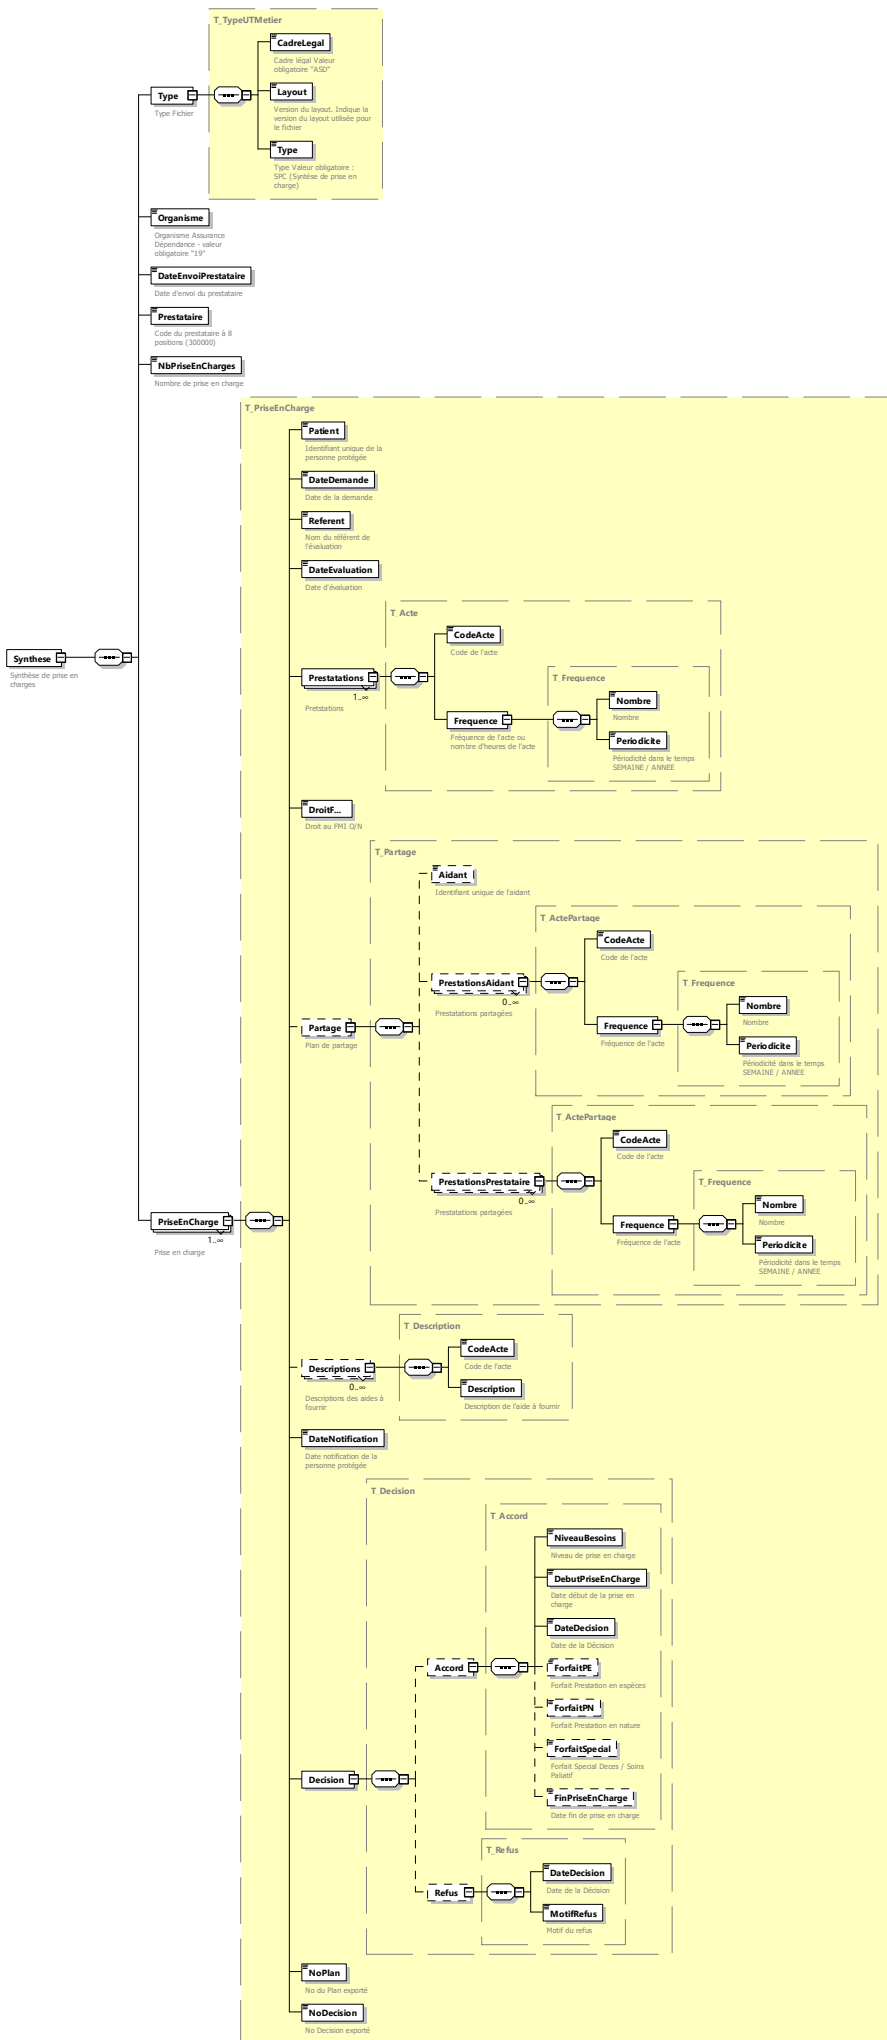 T_TypeUTMetier
CadreLegal
Cadre légal Valeur
obligatoire "ASD"
Layout
Version du layout. Indique la
version du layout utilisée pour
le fichier
Type
Type Fichier
Type
Type Valeur obligatoire :
SPC (Syntèse de prise en
charge)
Organisme
Organisme Assurance
Dépendance - valeur
obligatoire "19"
DateEnvoiPrestataire
Date d'envoi du prestataire
Prestataire
Code du prestataire à 8
positions (300000)
NbPriseEnCharges
Nombre de prise en charge
T_PriseEnCharge
Patient
Identifiant unique de la
personne protégée
DateDemande
Date de la demande
Referent
Nom du référent de
l'évaluation
DateEvaluation
Date d'évaluation
T_Acte
CodeActe
Code de l'acte
Synthese
Synthèse de prise en
charges
Prestatations
1..∞
Pretstations
T_Frequence
Nombre
Nombre
Frequence
Fréquence de l'acte ou
nombre d'heures de l'acte
Periodicite
Périodicité dans le temps
SEMAINE / ANNEE
DroitF...
Droit au FMI O/N
T_Partage
Aidant
Identifiant unique de l'aidant
T_ActePartage
CodeActe
Code de l'acte
PrestationsAidant
0..∞
Prestatations partagées
T_Frequence
Nombre
Nombre
Frequence
Fréquence de l'acte
Periodicite
Périodicité dans le temps
SEMAINE / ANNEE
Partage
Plan de partage
T_ActePartage
CodeActe
Code de l'acte
PrestationsPrestataire
0..∞
Prestatations partagées
T_Frequence
Nombre
Nombre
Frequence
Fréquence de l'acte
Periodicite
Périodicité dans le temps
SEMAINE / ANNEE
PriseEnCharge
1..∞
Prise en charge
T_Description
CodeActe
Code de l'acte
Descriptions
0..∞
Descriptions des aides à
fournir
Description
Description de l'aide à fournir
DateNotification
Date notification de la
personne protégée
T_Decision
T_Accord
NiveauBesoins
Niveau de prise en charge
DebutPriseEnCharge
Date début de la prise en
charge
DateDecision
Date de la Décision
Accord
ForfaitPE
Forfait Prestation en espèces
ForfaitPN
Forfait Prestation en nature
ForfaitSpecial
Forfait Special Deces / Soins
Paliatif
Decision
FinPriseEnCharge
Date fin de prise en charge
T_Refus
DateDecision
Date de la Décision
Refus
MotifRefus
Motif du refus
NoPlan
No du Plan exporté
NoDecision
No Decision exporté